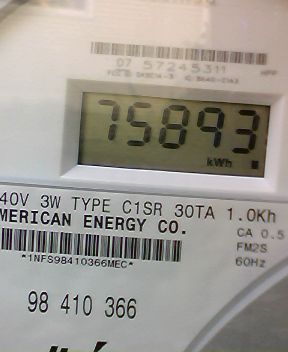 07 57245311
75893
kWh
40V 3W TYPE C1SR 30TA 1.0Kh
MERICAN ENERGY CO.
CA 0.5
FM2S
60Hz
*1NFS98410366MEC*
98 410 366